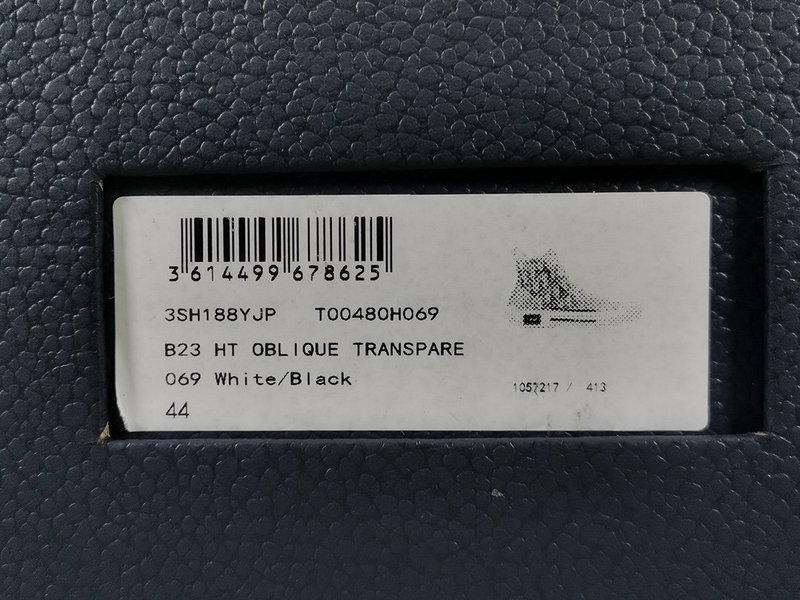 3 614499 678625
3SH188YJP T00480H069
B23 HT OBLIQUE TRANSPARE
069 White/Black
44
1057217 / 413